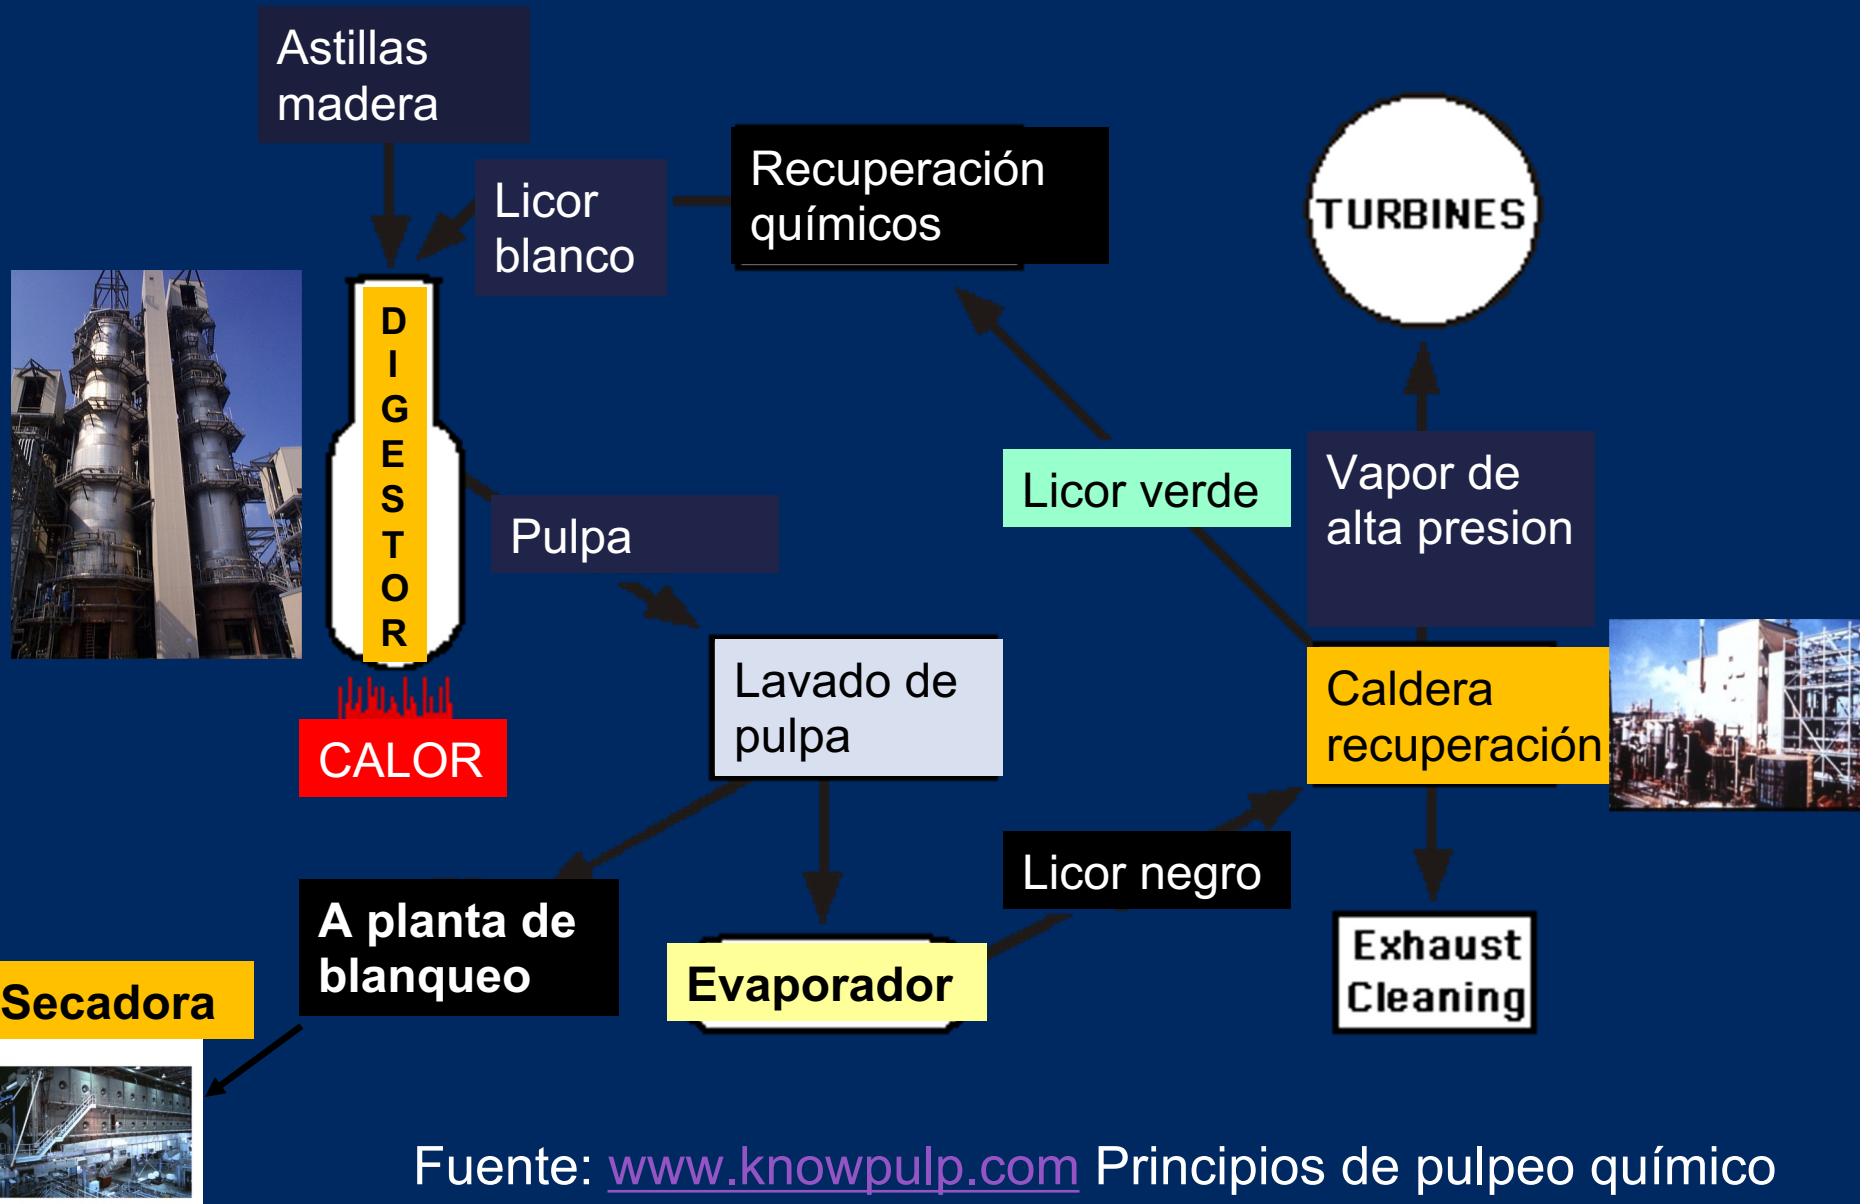 Astillas
madera
Recuperación
químicos
Licor
blanco
TURBINES
DIGESTOR
Licor verde
Vapor de
alta presion
Pulpa
Lavado de
pulpa
Caldera
recuperación
CALOR
Licor negro
A planta de
blanqueo
Evaporador
Exhaust
Cleaning
Secadora
Fuente: www.knowpulp.com Principios de pulpeo químico